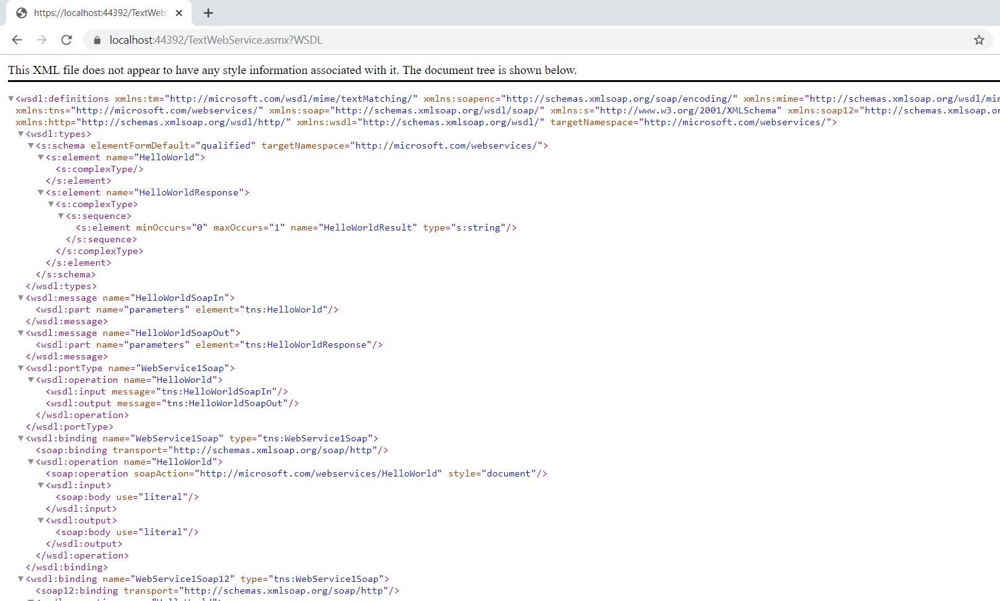 https://localhost:44392/TextWebS
localhost:44392/TextWebService.asmx?WSDL
This XML file does not appear to have any style information associated with it. The document tree is shown below.
<wsdl:definitions xmlns:tm="http://microsoft.com/wsdl/mime/textMatching/" xmlns:soapenc="http://schemas.xmlsoap.org/soap/encoding/" xmlns:mime="http://schemas.xmlsoap.org/wsdl/mim
xmlns:tns="http://microsoft.com/webservices/" xmlns:soap="http://schemas.xmlsoap.org/wsdl/soap/" xmlns:s="http://www.w3.org/2001/XMLSchema" xmlns:soap12="http://schemas.xmlsoap.or
xmlns:http="http://schemas.xmlsoap.org/wsdl/http/" xmlns:wsdl="http://schemas.xmlsoap.org/wsdl/" targetNamespace="http://microsoft.com/webservices/">
<wsdl:types>
<s:schema elementFormDefault="qualified" targetNamespace="http://microsoft.com/webservices/">
<s:element name="HelloWorld">
<s:complexType/>
</s:element>
<s:element name="HelloWorldResponse">
<s:complexType>
<s:sequence>
<s:element minOccurs="0" maxOccurs="1" name="HelloWorldResult" type="s:string"/>
</s:sequence>
</s:complexType>
</s:element>
</s:schema>
</wsdl:types>
<wsdl:message name="HelloWorldSoapIn">
<wsdl:part name="parameters" element="tns:HelloWorld"/>
</wsdl:message>
<wsdl:message name="HelloWorldSoapOut">
<wsdl:part name="parameters" element="tns:HelloWorldResponse"/>
</wsdl:message>
<wsdl:portType name="WebService1Soap">
<wsdl:operation name="HelloWorld">
<wsdl:input message="tns:HelloWorldSoapIn"/>
<wsdl:output message="tns:HelloWorldSoapOut"/>
</wsdl:operation>
</wsdl:portType>
<wsdl:binding name="WebService1Soap" type="tns:WebService1Soap">
<soap:binding transport="http://schemas.xmlsoap.org/soap/http"/>
<wsdl:operation name="HelloWorld">
<soap:operation soapAction="http://microsoft.com/webservices/HelloWorld" style="document"/>
<wsdl:input>
<soap:body use="literal"/>
</wsdl:input>
<wsdl:output>
<soap:body use="literal"/>
</wsdl:output>
</wsdl:operation>
</wsdl:binding>
<wsdl:binding name="WebService1Soap12" type="tns:WebService1Soap">
<soap12:binding transport="http://schemas.xmlsoap.org/soap/http"/>